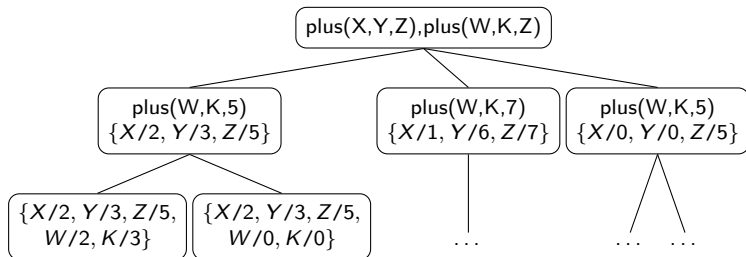 plus(X,Y,Z),plus(W,K,Z)
plus(W,K,5)
{X/2, Y/3, Z/5}
plus(W,K,7)
{X/1, Y/6, Z/7}
plus(W,K,5)
{X/0, Y/0, Z/5}
{X/2, Y/3, Z/5,
W/2, K/3}
{X/2, Y/3, Z/5,
W/0, K/0}
...
... ...